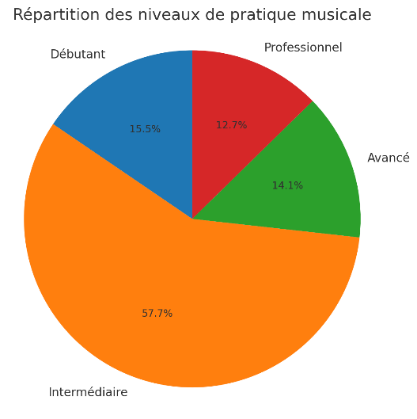 Répartition des niveaux de pratique musicale
Professionnel
Débutant
12.7%
15.5%
Avancé
14.1%
57.7%
Intermédiaire